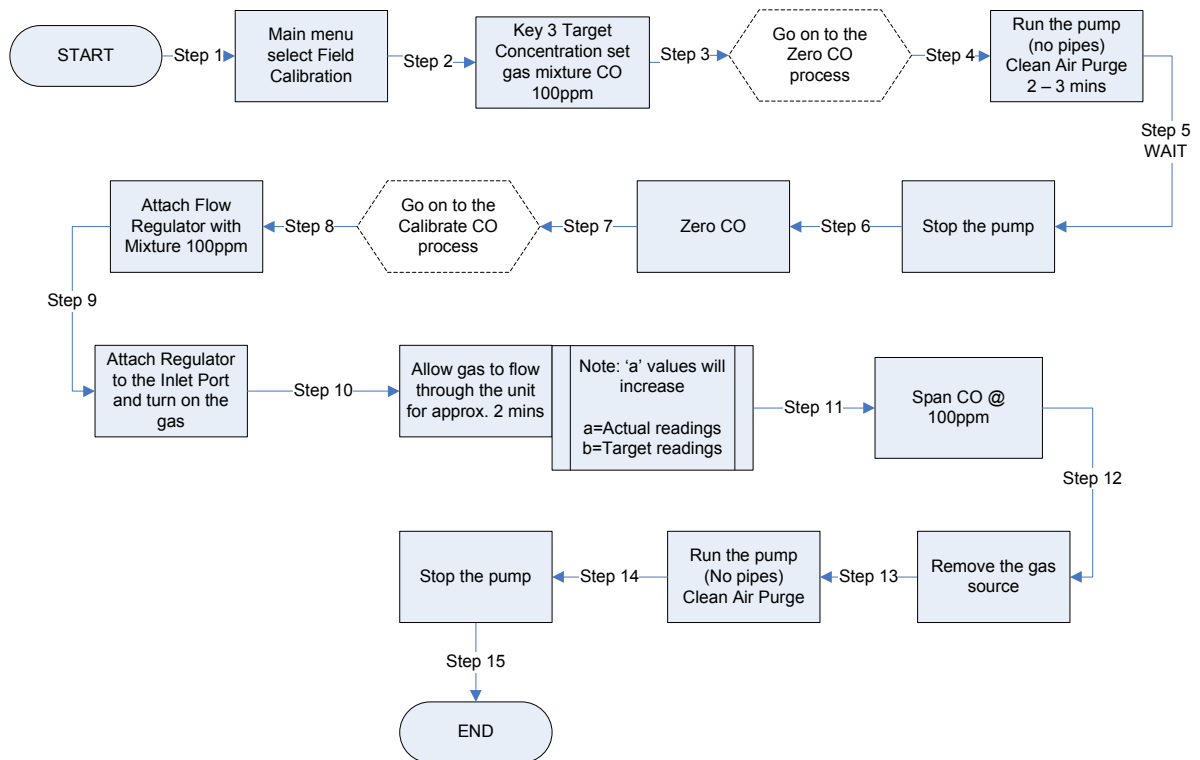 START
Step 1
Main menu
select Field
Calibration
Step 2
Key 3 Target
Concentration set
gas mixture CO
100ppm
Step 3
Go on to the
Zero CO
process
Step 4
Run the pump
(no pipes)
Clean Air Purge
2 – 3 mins
Step 5
WAIT
Stop the pump
Step 6
Zero CO
Step 7
Go on to the
Calibrate CO
process
Step 8
Attach Flow
Regulator with
Mixture 100ppm
Step 9
Attach Regulator
to the Inlet Port
and turn on the
gas
Step 10
Allow gas to flow
through the unit
for approx. 2 mins
Note: ‘a’ values will
increase
a=Actual readings
b=Target readings
Step 11
Span CO @
100ppm
Step 12
Remove the gas
source
Step 13
Run the pump
(No pipes)
Clean Air Purge
Step 14
Stop the pump
Step 15
END